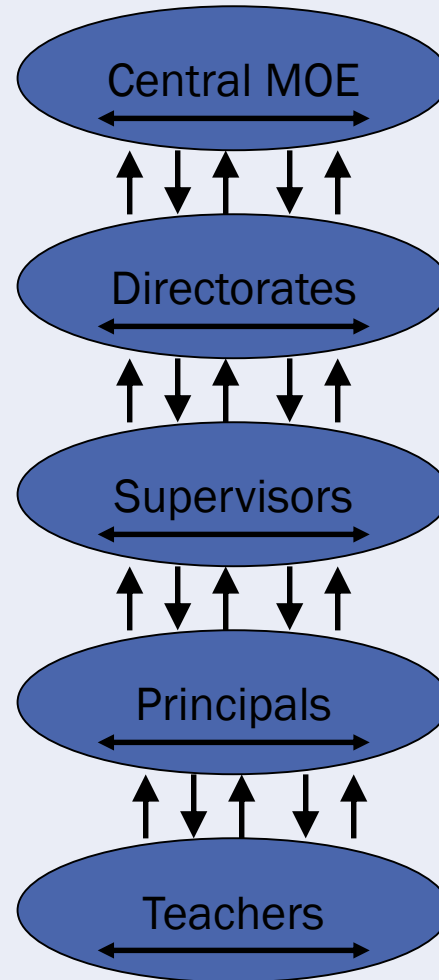 Central MOE
Directorates
Supervisors
Principals
Teachers